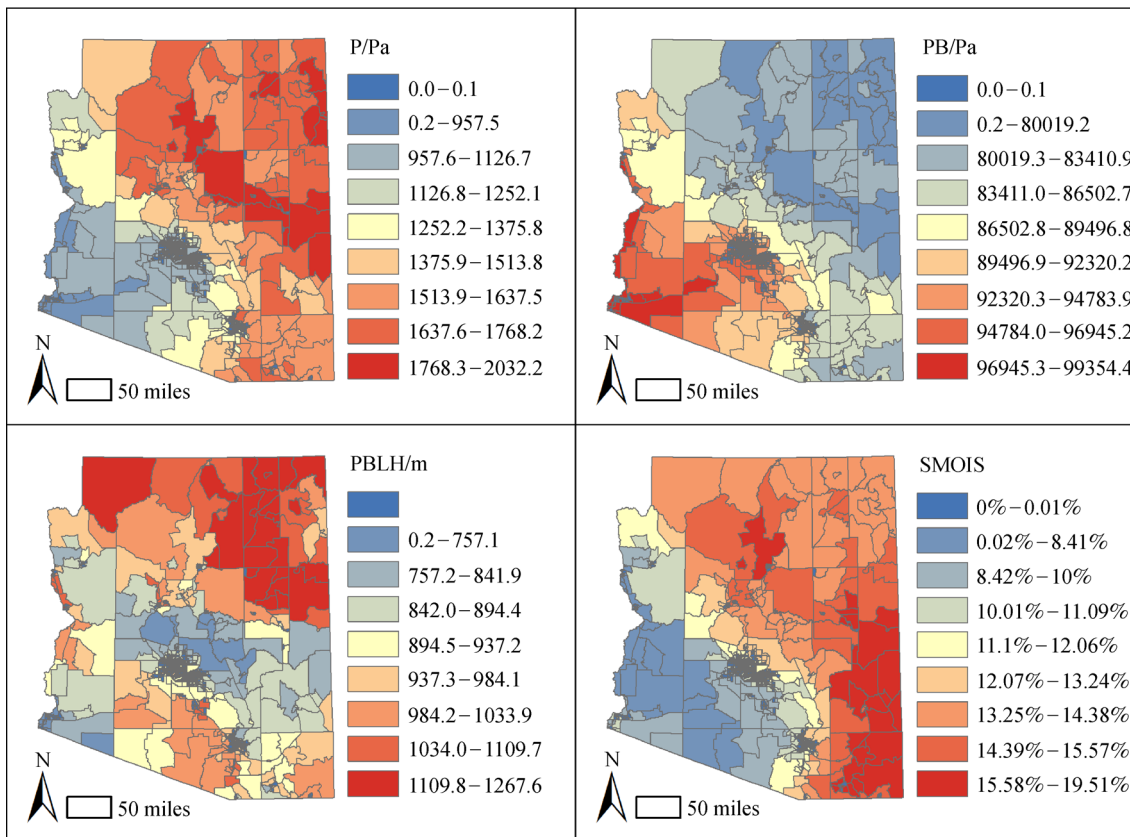 P/Pa
0.0−0.1
0.2−957.5
957.6−1126.7
1126.8−1252.1
1252.2−1375.8
1375.9−1513.8
1513.9−1637.5
1637.6−1768.2
1768.3−2032.2
N
50 miles
PB/Pa
0.0−0.1
0.2−80019.2
80019.3−83410.9
83411.0−86502.7
86502.8−89496.8
89496.9−92320.2
92320.3−94783.9
94784.0−96945.2
96945.3−99354.4
N
50 miles
PBLH/m
0.2−757.1
757.2−841.9
842.0−894.4
894.5−937.2
937.3−984.1
984.2−1033.9
1034.0−1109.7
1109.8−1267.6
N
50 miles
SMOIS
0%−0.01%
0.02%−8.41%
8.42%−10%
10.01%−11.09%
11.1%−12.06%
12.07%−13.24%
13.25%−14.38%
14.39%−15.57%
15.58%−19.51%
N
50 miles